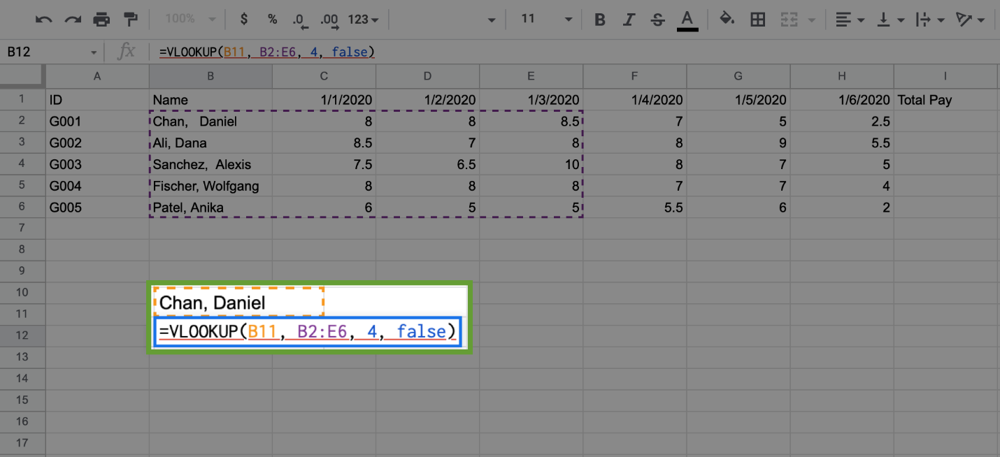 100% $ % .0 .00 123 11 B I S A
B12 fx =VLOOKUP(B11, B2:E6, 4, false)
A B C D E F G H I
1 ID Name 1/1/2020 1/2/2020 1/3/2020 1/4/2020 1/5/2020 1/6/2020 Total Pay
2 G001 Chan,   Daniel 8 8 8.5 7 5 2.5
3 G002 Ali, Dana 8.5 7 8 8 9 5.5
4 G003 Sanchez,  Alexis 7.5 6.5 10 8 7 5
5 G004 Fischer, Wolfgang 8 8 8 7 7 4
6 G005 Patel, Anika 6 5 5 5.5 6 2
7
8
9
10
11 Chan, Daniel
12 =VLOOKUP(B11, B2:E6, 4, false)
13
14
15
16
17